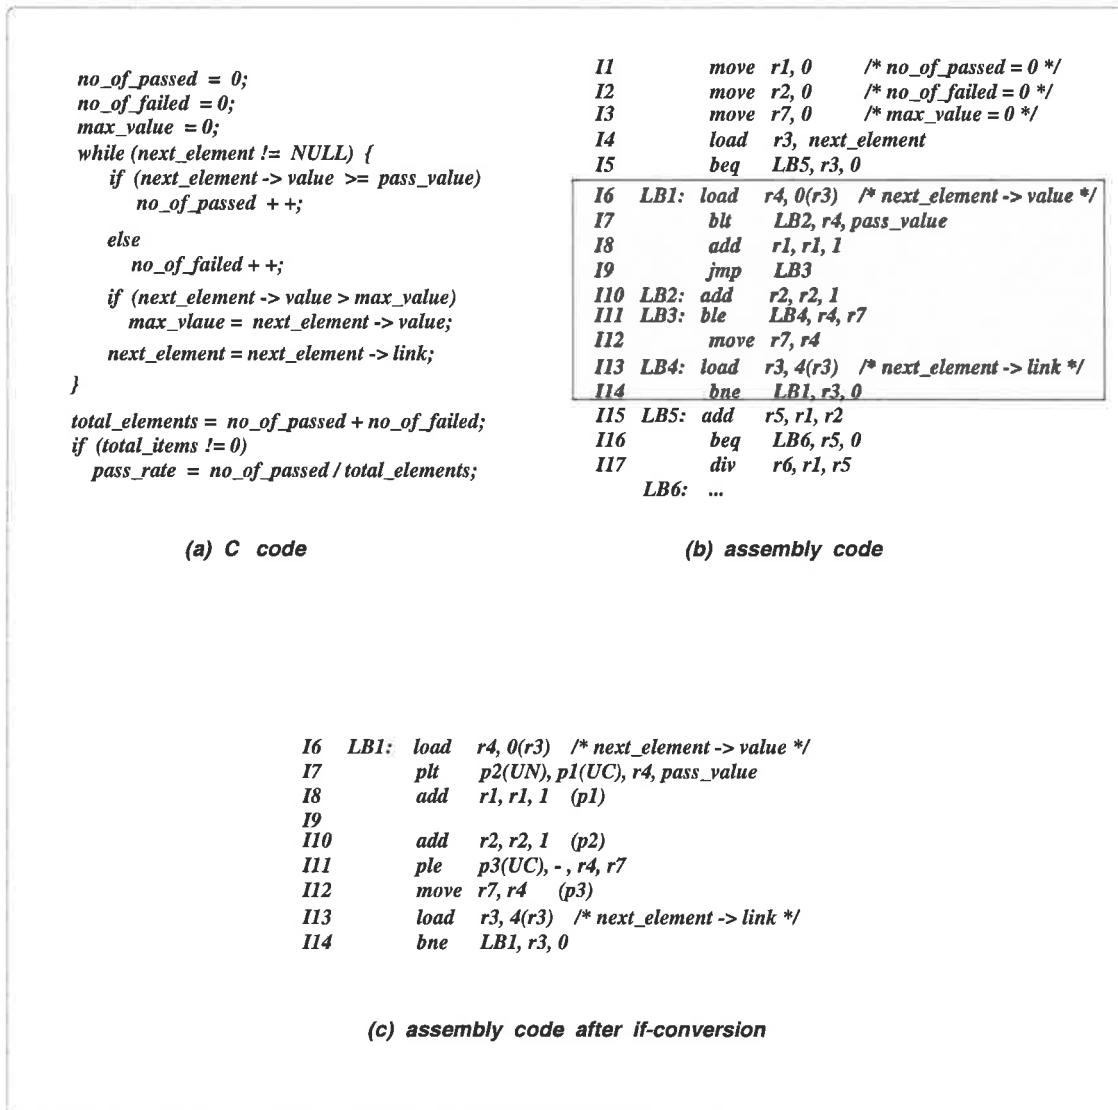 no_of_passed = 0;
no_of_failed = 0;
max_value = 0;
while (next_element != NULL) {
if (next_element -> value >= pass_value)
no_of_passed + +;
else
no_of_failed + +;
if (next_element -> value > max_value)
max_vlaue = next_element -> value;
next_element = next_element -> link;
}
total_elements = no_of_passed + no_of_failed;
if (total_items != 0)
pass_rate = no_of_passed / total_elements;
(a) C code
I1 move r1, 0 /* no_of_passed = 0 */
I2 move r2, 0 /* no_of_failed = 0 */
I3 move r7, 0 /* max_value = 0 */
I4 load r3, next_element
I5 beq LB5, r3, 0
I6 LB1: load r4, 0(r3) /* next_element -> value */
I7 blt LB2, r4, pass_value
I8 add r1, r1, 1
I9 jmp LB3
I10 LB2: add r2, r2, 1
I11 LB3: ble LB4, r4, r7
I12 move r7, r4
I13 LB4: load r3, 4(r3) /* next_element -> link */
I14 bne LB1, r3, 0
I15 LB5: add r5, r1, r2
I16 beq LB6, r5, 0
I17 div r6, r1, r5
LB6: ...
(b) assembly code
I6 LB1: load r4, 0(r3) /* next_element -> value */
I7 plt p2(UN), p1(UC), r4, pass_value
I8 add r1, r1, 1 (p1)
I9
I10 add r2, r2, 1 (p2)
I11 ple p3(UC), - , r4, r7
I12 move r7, r4 (p3)
I13 load r3, 4(r3) /* next_element -> link */
I14 bne LB1, r3, 0
(c) assembly code after if-conversion